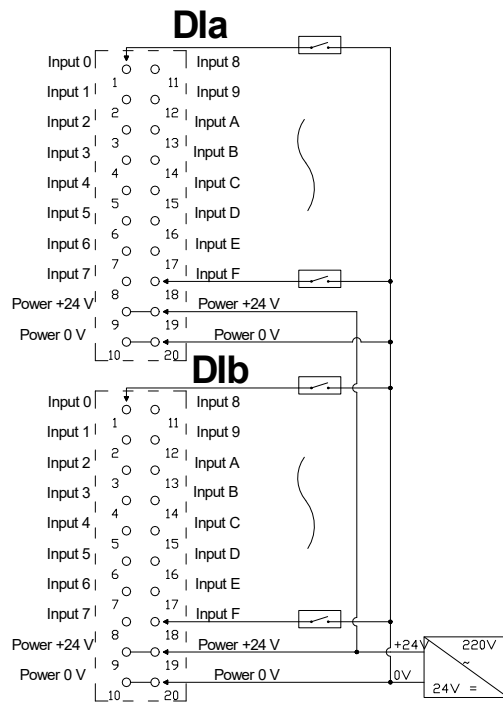 DIa
Input 0 Input 8
1 11
Input 1 Input 9
2 12
Input 2 Input A
3 13
Input 3 Input B
4 14
Input 4 Input C
5 15
Input 5 Input D
6 16
Input 6 Input E
7 17
Input 7 Input F
8 18
Power +24 V Power +24 V
9 19
Power 0 V Power 0 V
10 20
DIb
Input 0 Input 8
1 11
Input 1 Input 9
2 12
Input 2 Input A
3 13
Input 3 Input B
4 14
Input 4 Input C
5 15
Input 5 Input D
6 16
Input 6 Input E
7 17
Input 7 Input F
8 18
Power +24 V Power +24 V +24V 220V
9 19 ~
Power 0 V Power 0 V 0V
10 20 24V =